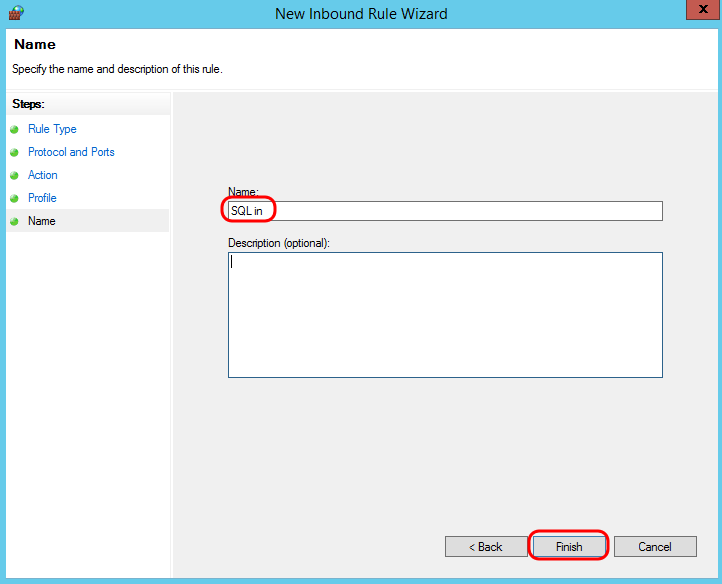 New Inbound Rule Wizard
X
Name
Specify the name and description of this rule.
Steps:
Rule Type
Protocol and Ports
Action
Profile
Name
Name:
SQL in
Description (optional):
< Back
Finish
Cancel